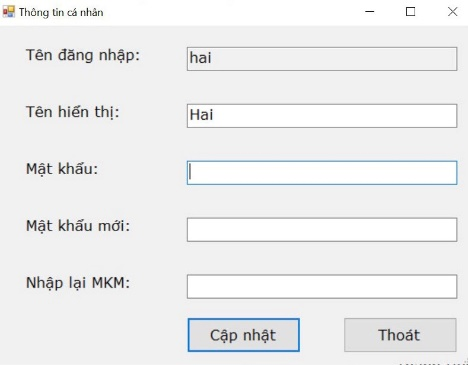 Thông tin cá nhân
Tên đăng nhập: hai
Tên hiển thị: Hai
Mật khẩu:
Mật khẩu mới:
Nhập lại MKM:
Cập nhật Thoát